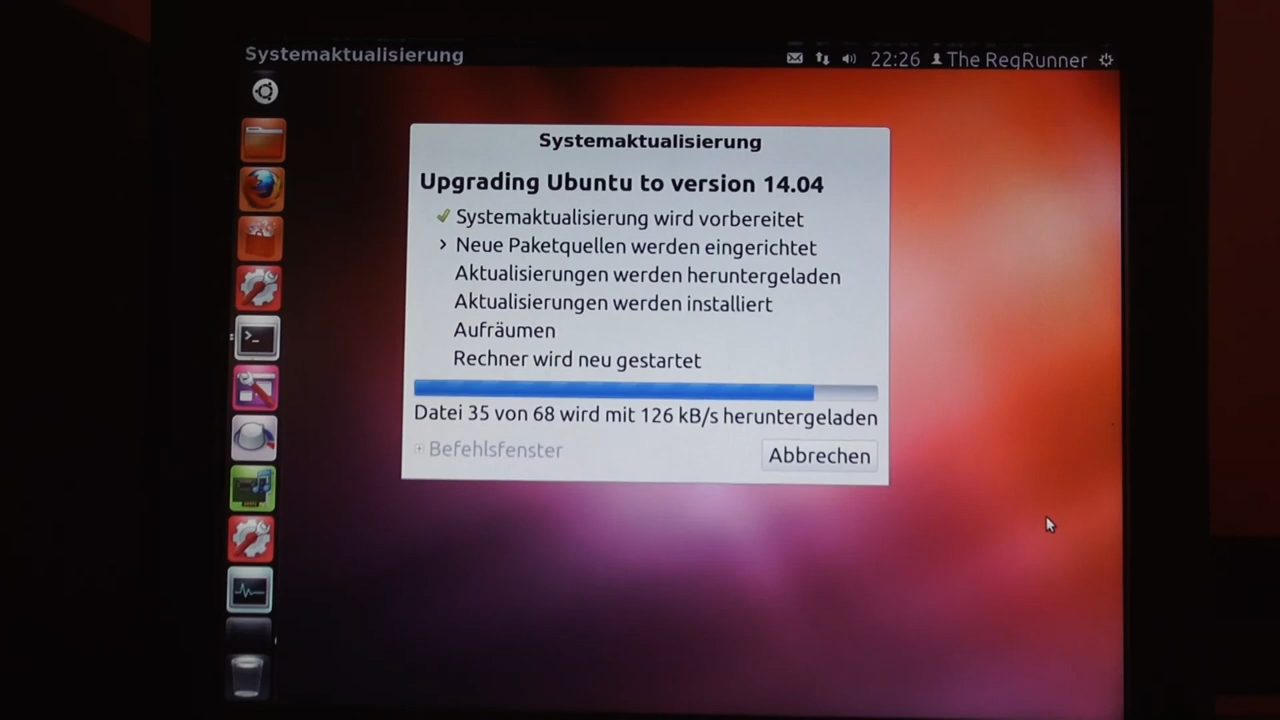 Systemaktualisierung
22:26 The RegRunner
Systemaktualisierung
Upgrading Ubuntu to version 14.04
Systemaktualisierung wird vorbereitet
Neue Paketquellen werden eingerichtet
Aktualisierungen werden heruntergeladen
Aktualisierungen werden installiert
Aufräumen
Rechner wird neu gestartet
Datei 35 von 68 wird mit 126 kB/s heruntergeladen
Befehlsfenster
Abbrechen